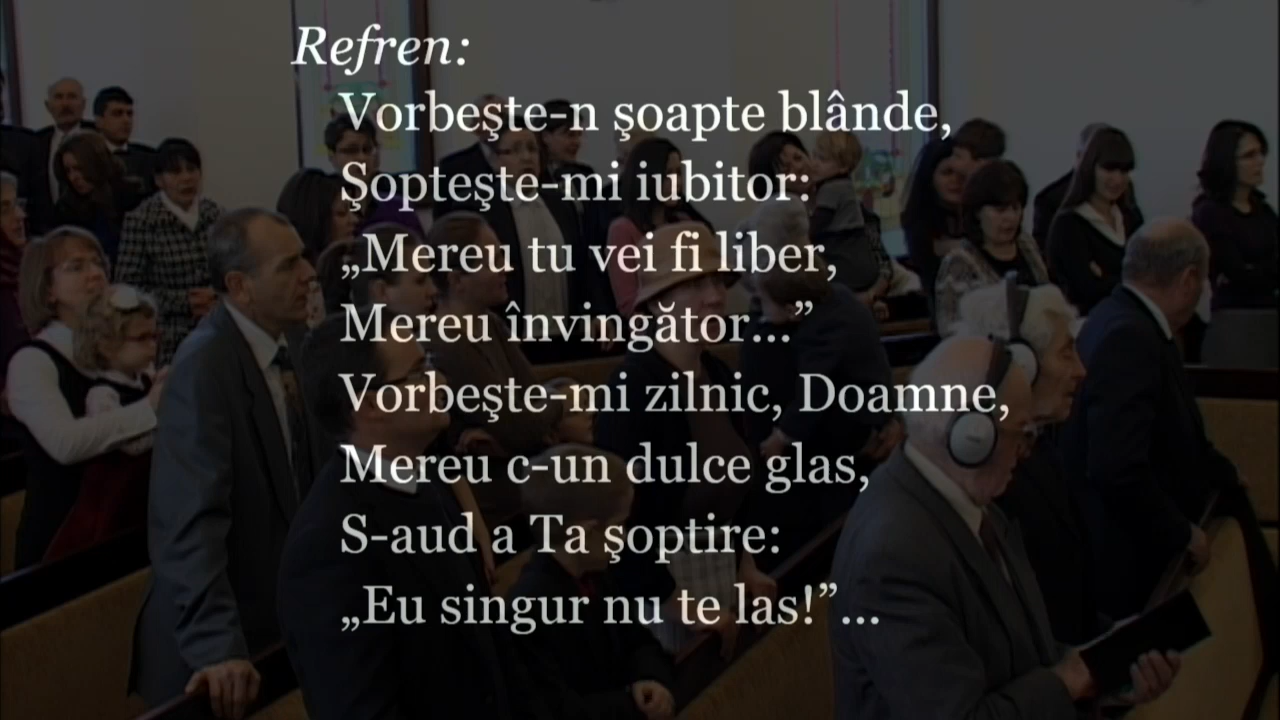 Refren:
Vorbeşte-n şoapte blânde,
Şopteşte-mi iubitor:
„Mereu tu vei fi liber,
Mereu învingător...”
Vorbeşte-mi zilnic, Doamne,
Mereu c-un dulce glas,
S-aud a Ta şoptire:
„Eu singur nu te las!”...